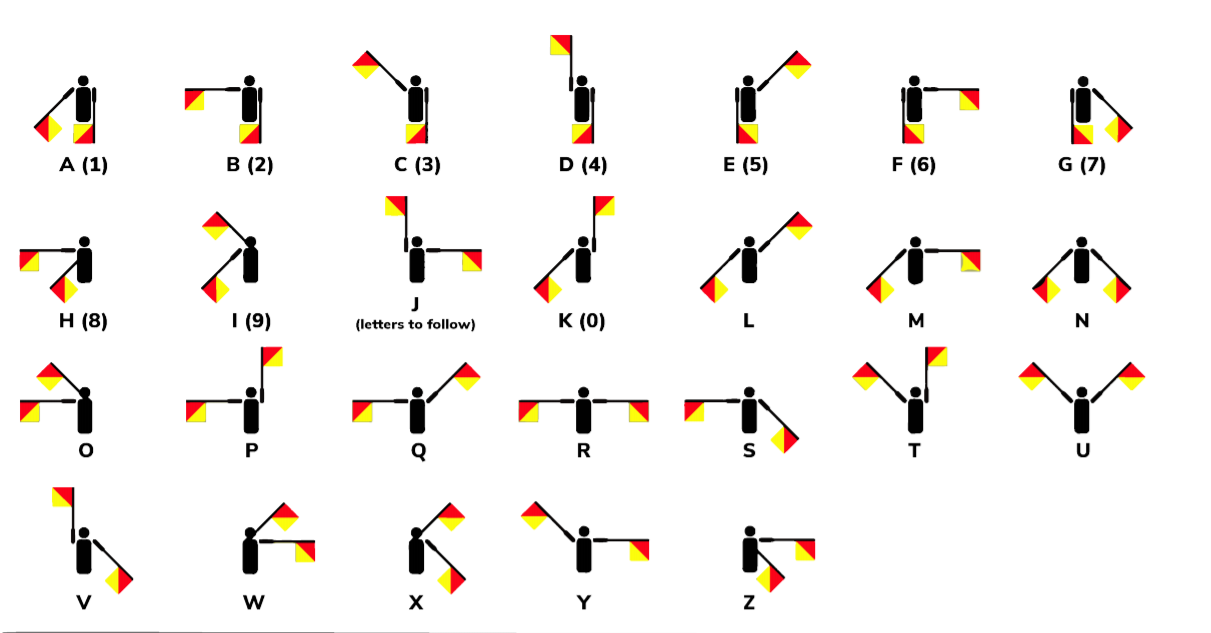 A (1) B (2) C (3) D (4) E (5) F (6) G (7)
H (8) I (9) J K (0) L M N
(letters to follow)
O P Q R S T U
V W X Y Z